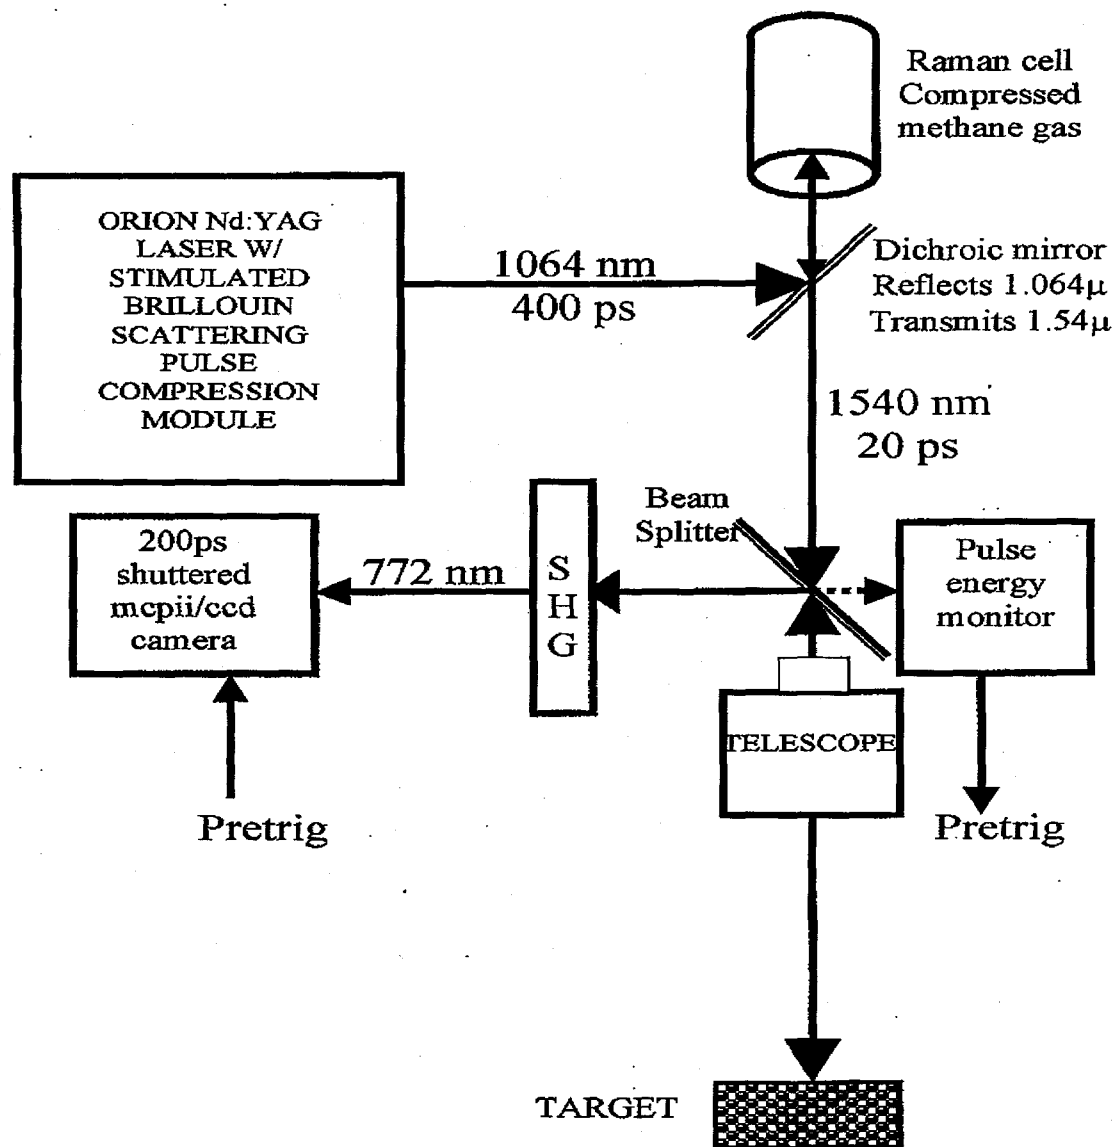 Raman cell
Compressed
methane gas
ORION Nd:YAG
LASER W/
STIMULATED
BRILLOUIN
SCATTERING
PULSE
COMPRESSION
MODULE
1064 nm
400 ps
Dichroic mirror
Reflects 1.064µ
Transmits 1.54µ
1540 nm
20 ps
Beam
Splitter
200ps
shuttered
mcpii/ccd
camera
772 nm
S
H
G
Pulse
energy
monitor
TELESCOPE
Pretrig
Pretrig
TARGET